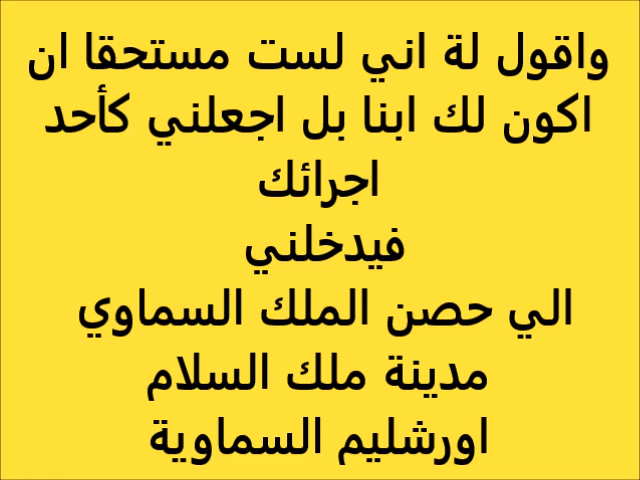 واقول لة اني لست مستحقا ان
اكون لك ابنا بل اجعلني كأحد
اجرائك
فيدخلني
الي حصن الملك السماوي
مدينة ملك السلام
اورشليم السماوية